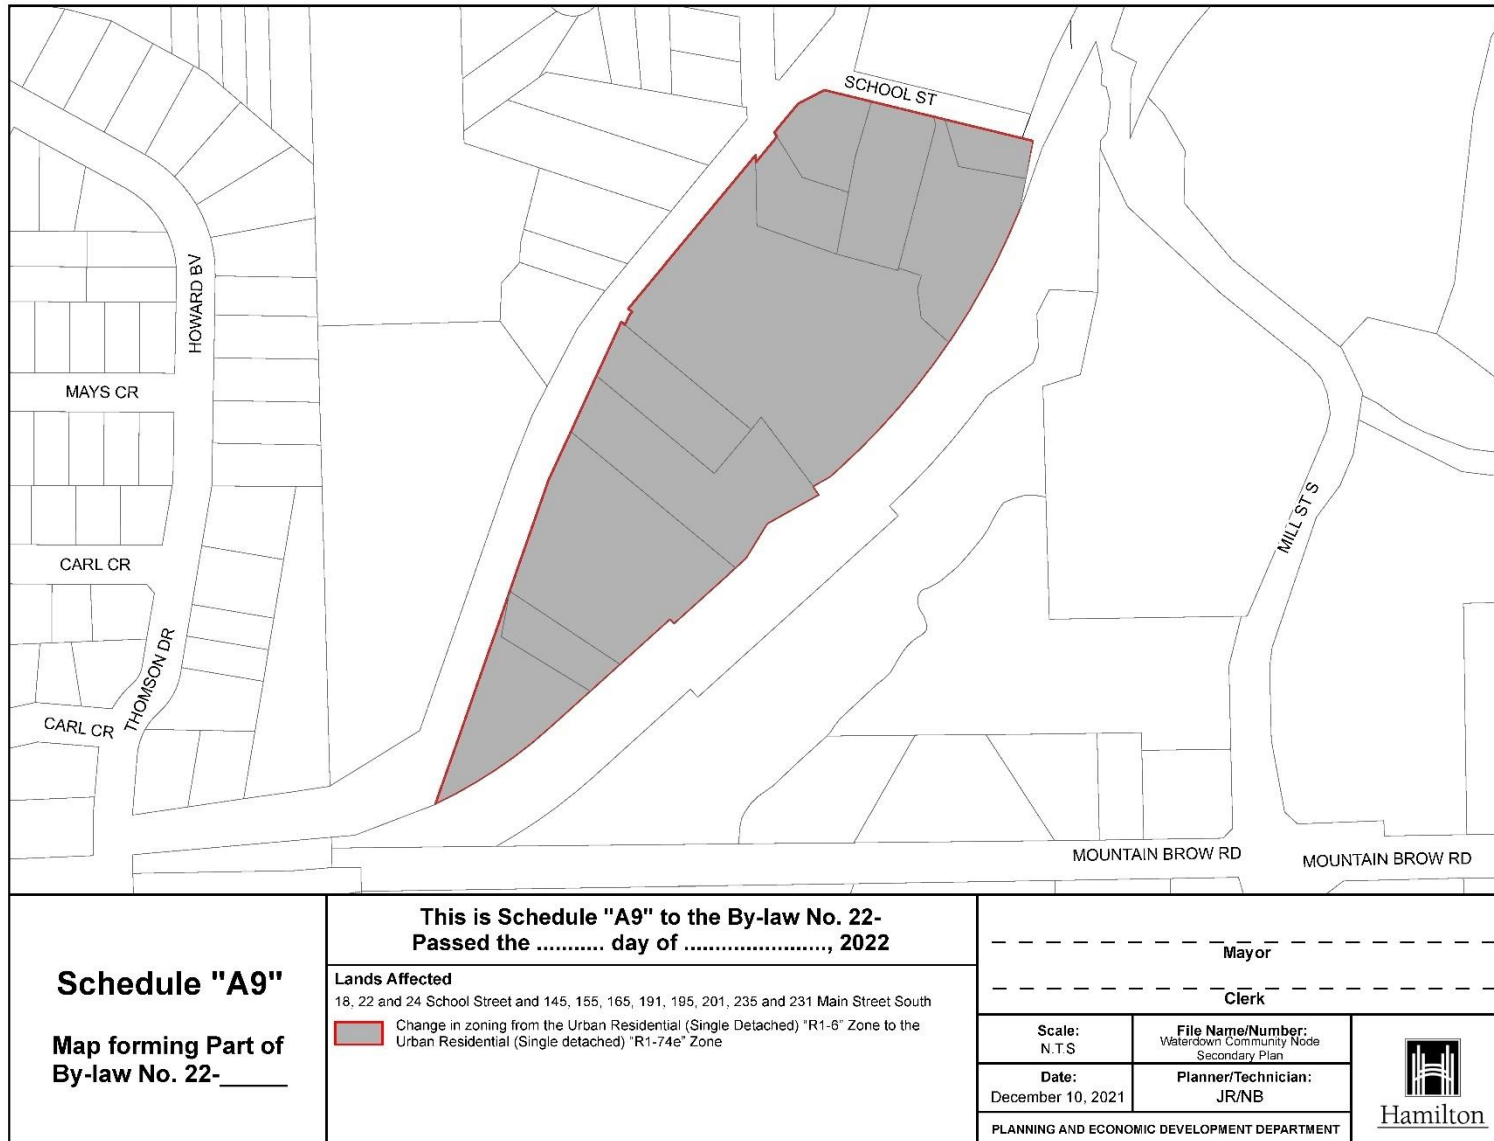 SCHOOL ST
HOWARD BV
MAYS CR
CARL CR
THOMSON DR
CARL CR
MILL ST S
MOUNTAIN BROW RD
MOUNTAIN BROW RD
Schedule "A9"
Map forming Part of
By-law No. 22-_____
This is Schedule "A9" to the By-law No. 22-
Passed the ........... day of ........................, 2022
Lands Affected
18, 22 and 24 School Street and 145, 155, 165, 191, 195, 201, 235 and 231 Main Street South
Change in zoning from the Urban Residential (Single Detached) "R1-6" Zone to the
Urban Residential (Single detached) "R1-74e" Zone
Mayor
Clerk
Scale:
N.T.S
File Name/Number:
Waterdown Community Node
Secondary Plan
Date:
December 10, 2021
Planner/Technician:
JR/NB
PLANNING AND ECONOMIC DEVELOPMENT DEPARTMENT
Hamilton